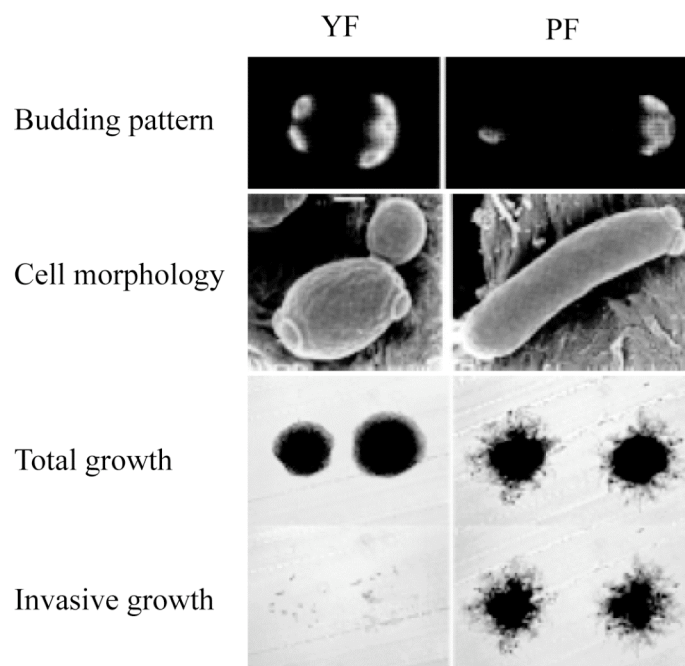 YF PF
Budding pattern
Cell morphology
Total growth
Invasive growth